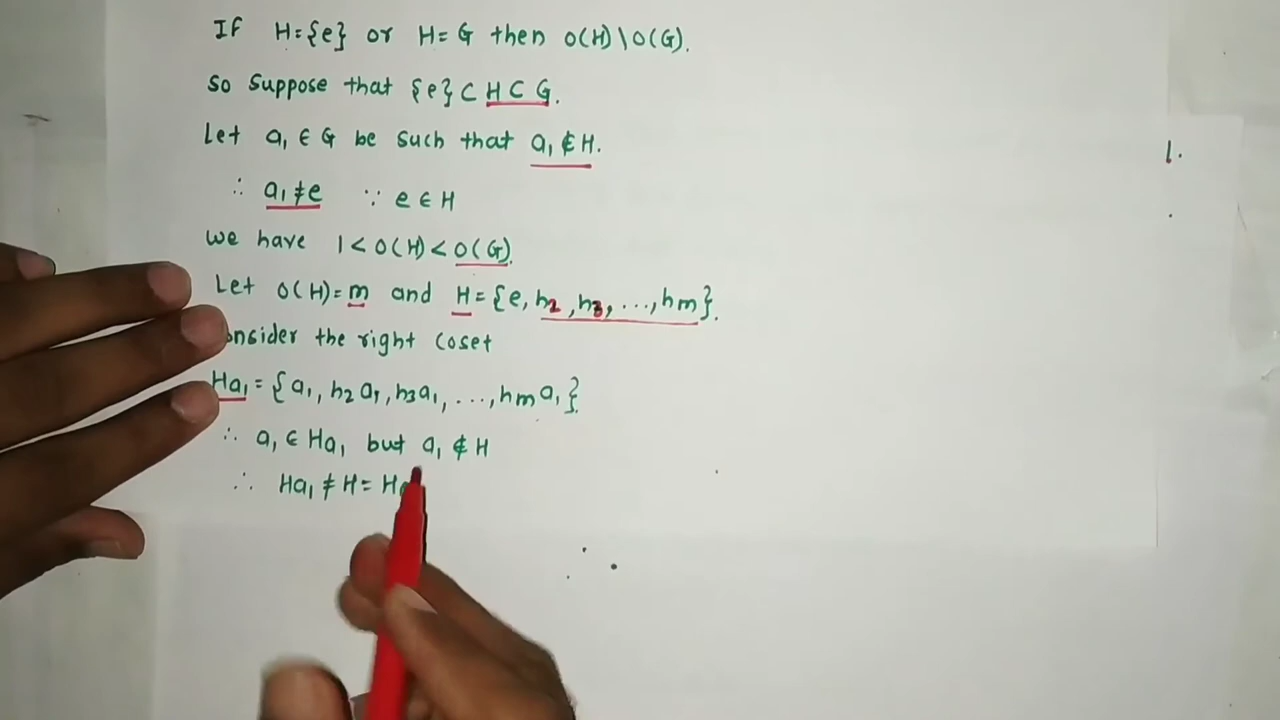 If H={e} or H=G then o(H)\o(G).
So suppose that {e}⊂H⊂G.
Let a₁∈G be such that a₁∉H.
∴ a₁≠e ∵ e∈H
We have 1<o(H)<o(G).
Let o(H)=m and H={e,h₂,h₃,...,hm}.
onsider the right coset
Ha₁={a₁,h₂a₁,h₃a₁,...,hma₁}.
∴ a₁∈Ha₁ but a₁∉H
∴ Ha₁≠H=H
1.